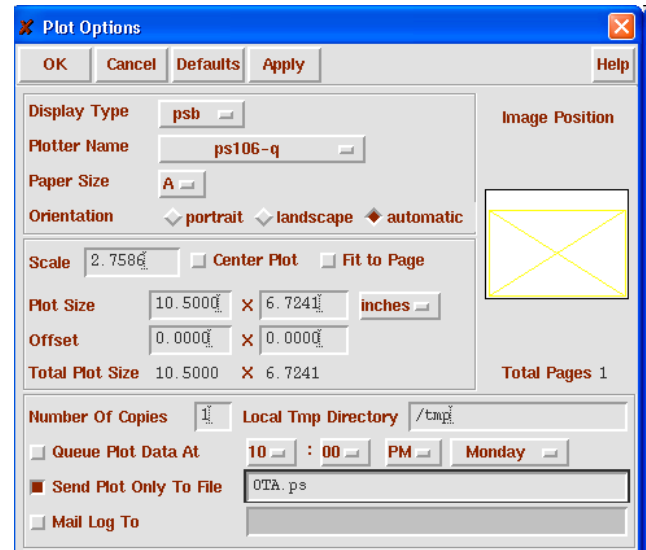 Plot Options
OK Cancel Defaults Apply Help
Display Type psb
Plotter Name ps106-q
Paper Size A
Orientation portrait landscape automatic
Image Position
Scale 2.7586 Center Plot Fit to Page
Plot Size 10.5000 X 6.7241 inches
Offset 0.0000 X 0.0000
Total Plot Size 10.5000 X 6.7241
Total Pages 1
Number Of Copies 1 Local Tmp Directory /tmp
Queue Plot Data At 10 : 00 PM Monday
Send Plot Only To File OTA.ps
Mail Log To